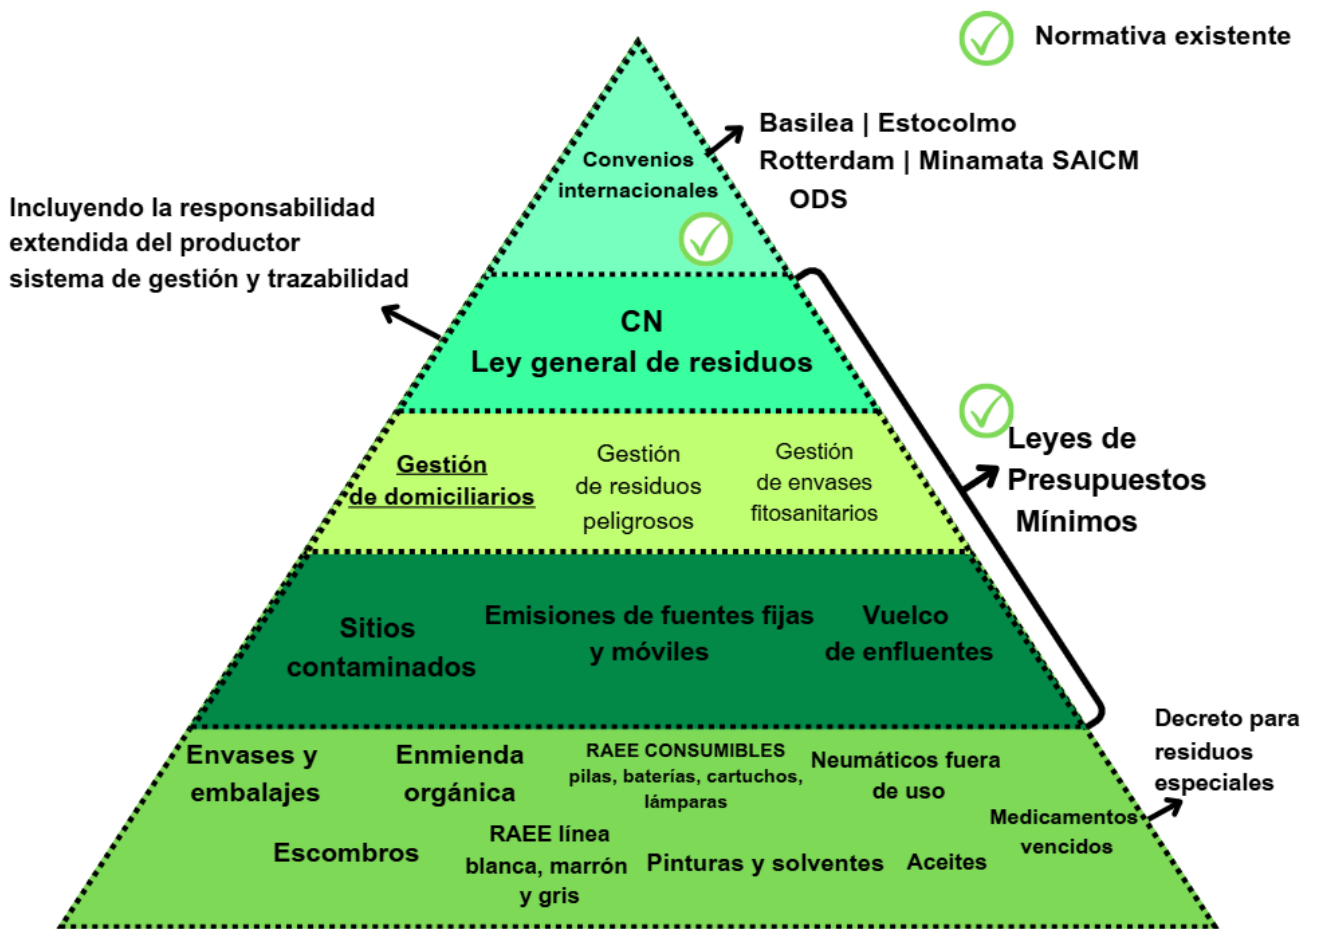 Normativa existente
Basilea | Estocolmo
Rotterdam | Minamata SAICM
ODS
Convenios
internacionales
Incluyendo la responsabilidad
extendida del productor
sistema de gestión y trazabilidad
CN
Ley general de residuos
Gestión
de domiciliarios
Gestión
de residuos
peligrosos
Gestión
de envases
fitosanitarios
Leyes de
Presupuestos
Mínimos
Sitios
contaminados
Emisiones de fuentes fijas
y móviles
Vuelco
de enfluentes
Envases y
embalajes
Enmienda
orgánica
RAEE CONSUMIBLES
pilas, baterías, cartuchos,
lámparas
Neumáticos fuera
de uso
Medicamentos
vencidos
Escombros
RAEE línea
blanca, marrón
y gris
Pinturas y solventes
Aceites
Decreto para
residuos
especiales